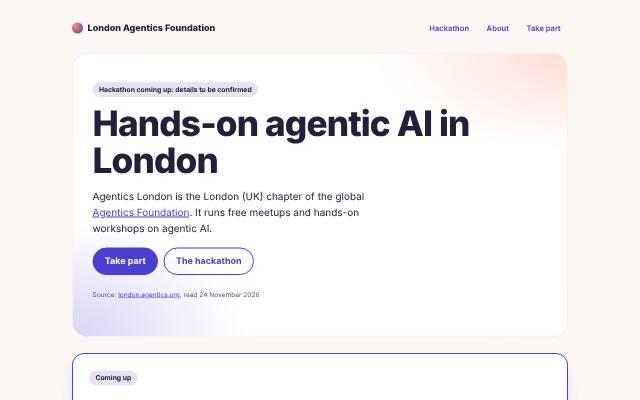 London Agentics Foundation
Hackathon About Take part
Hackathon coming up: details to be confirmed
Hands-on agentic AI in
London
Agentics London is the London (UK) chapter of the global
Agentics Foundation. It runs free meetups and hands-on
workshops on agentic AI.
Take part The hackathon
Source: london.agentics.org, read 24 November 2026
Coming up